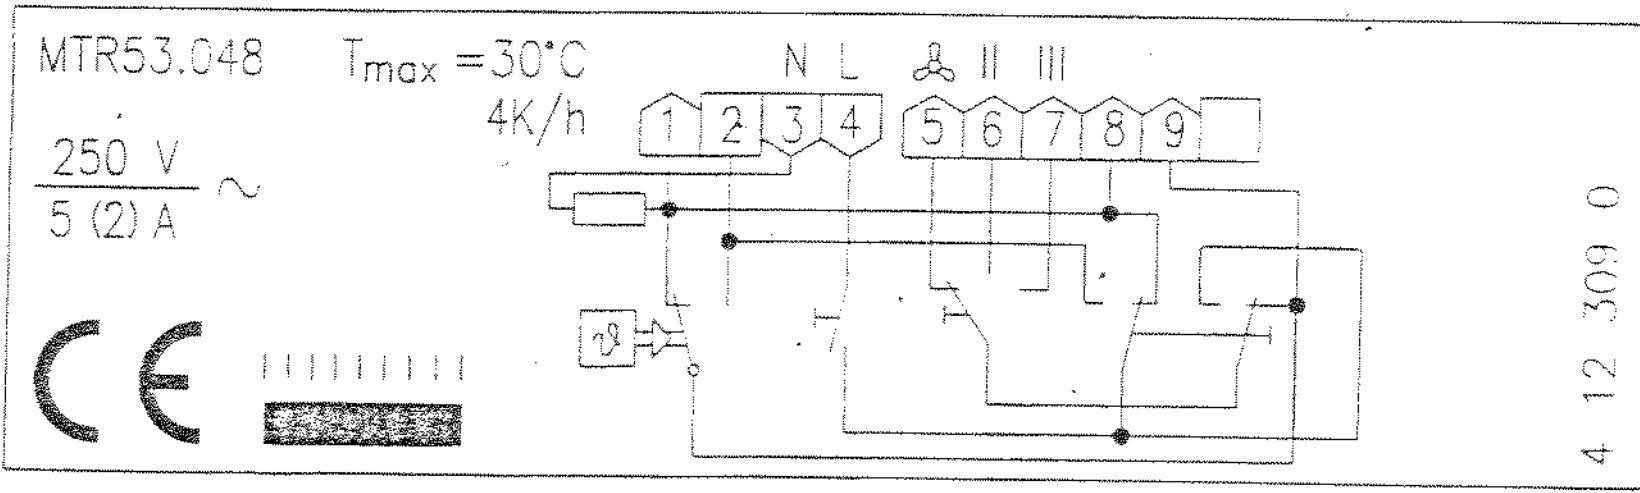 MTR53.048
Tmax = 30°C
4K/h
250 V
5 (2) A
~
N L II III
1 2 3 4 5 6 7 8 9
ϑ
CE
4 12 309 0